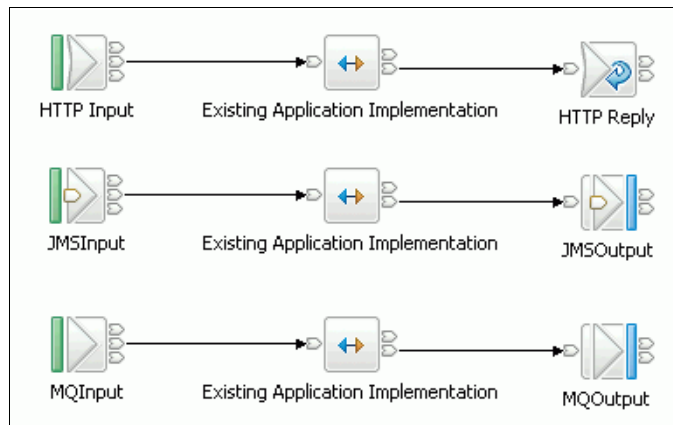 HTTP Input
Existing Application Implementation
HTTP Reply
JMSInput
Existing Application Implementation
JMSOutput
MQInput
Existing Application Implementation
MQOutput